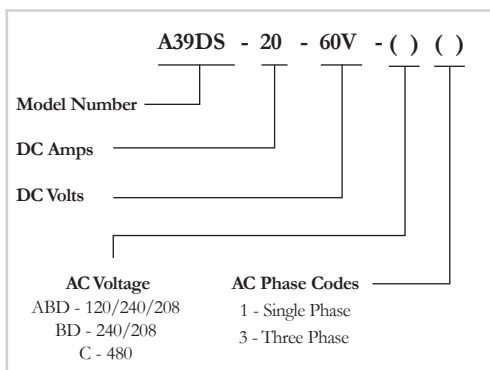 A39DS - 20 - 60V - ( ) ( )
Model Number
DC Amps
DC Volts
AC Voltage
ABD - 120/240/208
BD - 240/208
C - 480
AC Phase Codes
1 - Single Phase
3 - Three Phase